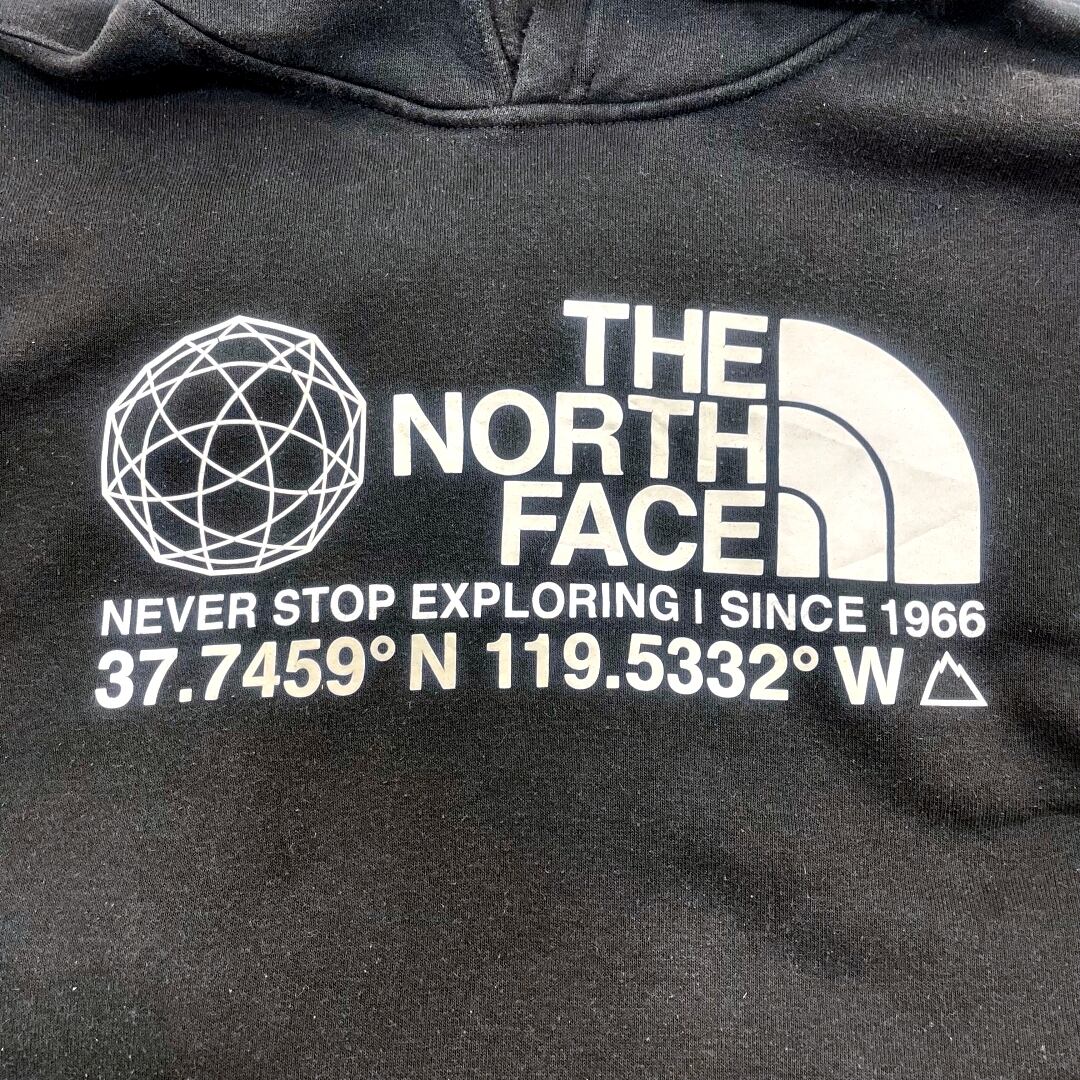 THE
NORTH
FACE
NEVER STOP EXPLORING | SINCE 1966
37.7459° N 119.5332° W